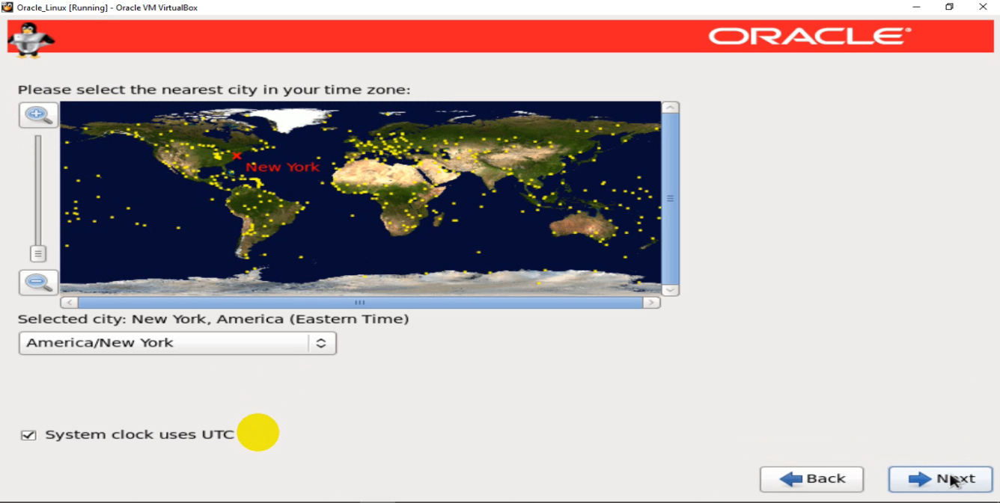 Oracle_Linux [Running] - Oracle VM VirtualBox
ORACLE®
Please select the nearest city in your time zone:
New York
Selected city: New York, America (Eastern Time)
America/New York
System clock uses UTC
Back
Next